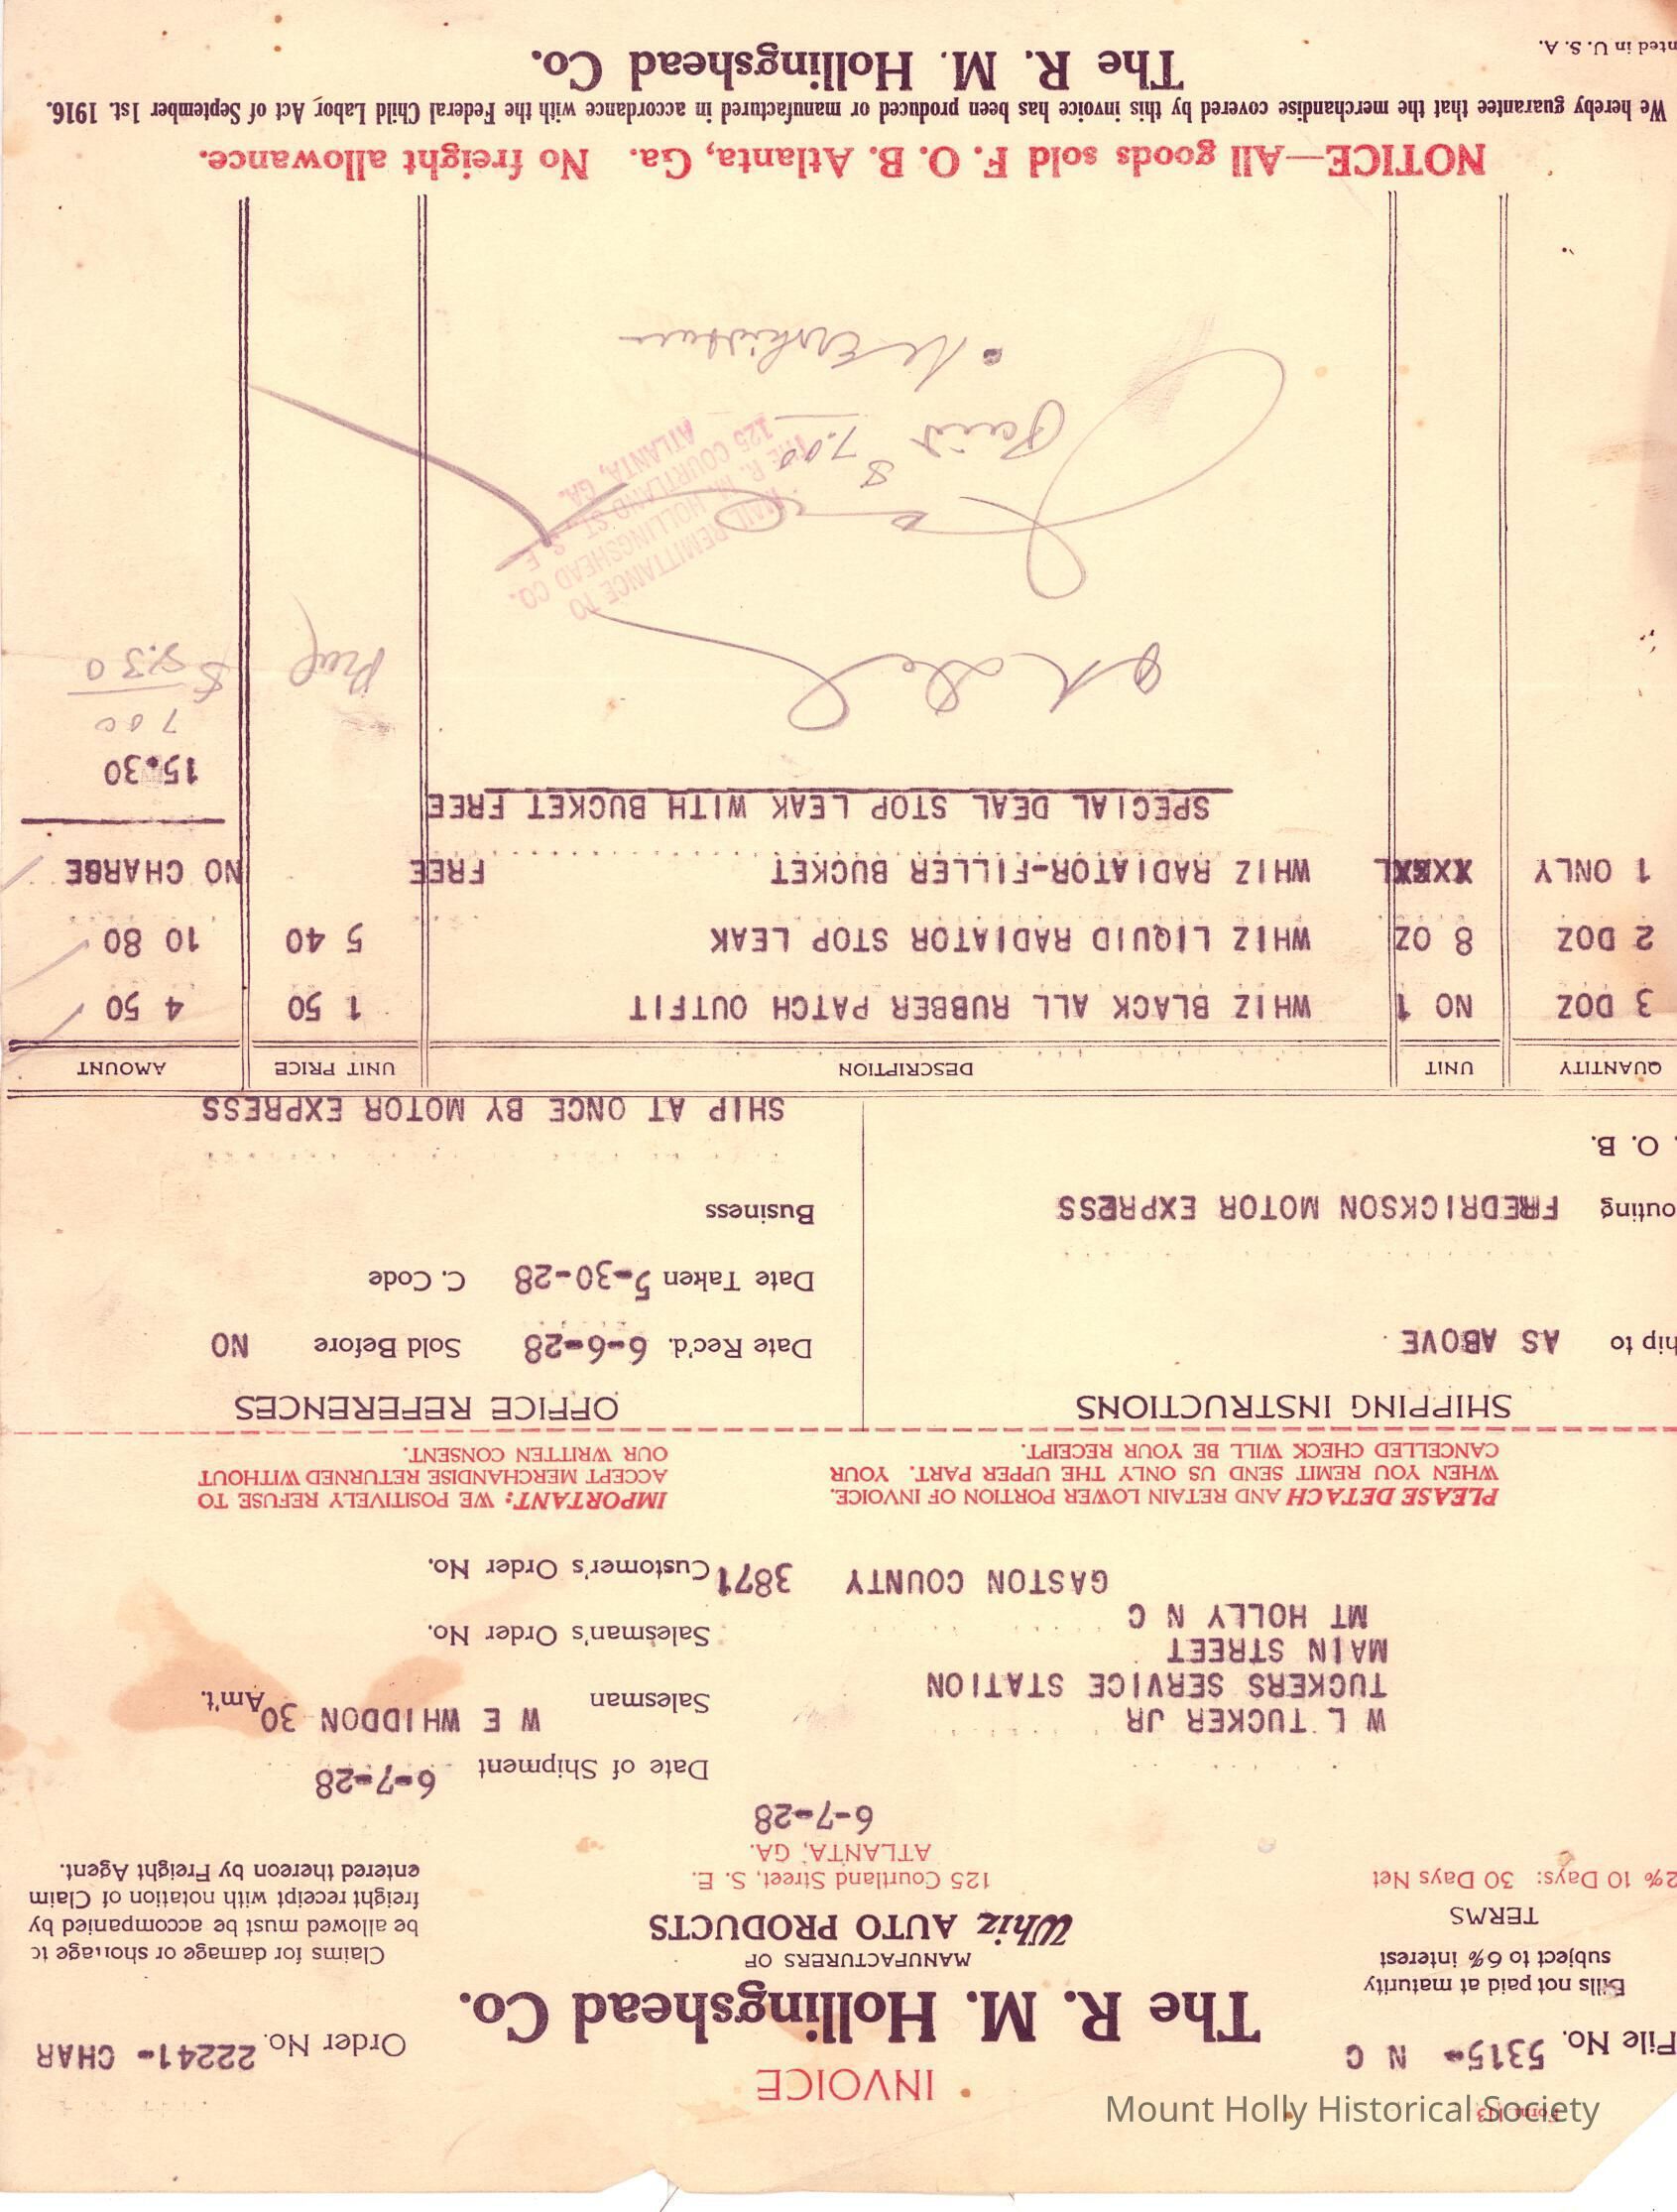 Form 113
INVOICE
File No. 5315- N C
Order No. 22241- CHAR
The R. M. Hollingshead Co.
Bills not paid at maturity
subject to 6% interest
TERMS
2% 10 Days: 30 Days Net
MANUFACTURERS OF
Whiz AUTO PRODUCTS
125 Courtland Street, S. E.
ATLANTA, GA.
6-7-28
Claims for damage or shortage to
be allowed must be accompanied by
freight receipt with notation of Claim
entered thereon by Freight Agent.
Date of Shipment 6-7-28
W L TUCKER JR
TUCKERS SERVICE STATION
MAIN STREET
MT HOLLY N C
GASTON COUNTY 3871
Salesman W E WHIDDON 30 Am't.
Salesman's Order No.
Customer's Order No.
PLEASE DETACH AND RETAIN LOWER PORTION OF INVOICE.
WHEN YOU REMIT SEND US ONLY THE UPPER PART. YOUR
CANCELLED CHECK WILL BE YOUR RECEIPT.
IMPORTANT: WE POSITIVELY REFUSE TO
ACCEPT MERCHANDISE RETURNED WITHOUT
OUR WRITTEN CONSENT.
SHIPPING INSTRUCTIONS
hip to AS ABOVE
outing FREDRICKSON MOTOR EXPRESS
. O. B.
OFFICE REFERENCES
Date Rec'd. 6-6-28 Sold Before NO
Date Taken 5-30-28 C. Code
Business
SHIP AT ONCE BY MOTOR EXPRESS
QUANTITY UNIT DESCRIPTION UNIT PRICE AMOUNT
3 DOZ NO 1 WHIZ BLACK ALL RUBBER PATCH OUTFIT 1 50 4 50
2 DOZ 8 OZ WHIZ LIQUID RADIATOR STOP LEAK 5 40 10 80
1 ONLY WHIZ RADIATOR-FILLER BUCKET FREE NO CHARGE
SPECIAL DEAL STOP LEAK WITH BUCKET FREE
15.30
7 00
$ 8.30
MAIL REMITTANCE TO
THE R. M. HOLLINGSHEAD CO.
125 COURTLAND ST. S. E.
ATLANTA, GA.
Paid $ 7.00
NOTICE—All goods sold F. O. B. Atlanta, Ga. No freight allowance.
We hereby guarantee that the merchandise covered by this invoice has been produced or manufactured in accordance with the Federal Child Labor Act of September 1st. 1916.
The R. M. Hollingshead Co.
nted in U. S. A.
Mount Holly Historical Society